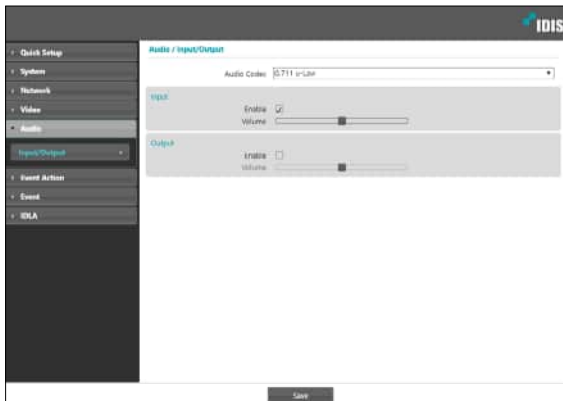 IDIS
Quick Setup
System
Network
Video
Audio
Input/Output
Event Action
Event
IDLA
Audio / Input/Output
Audio Codec G.711 u-Law
Input
Enable
Volume
Output
Enable
Volume
Save